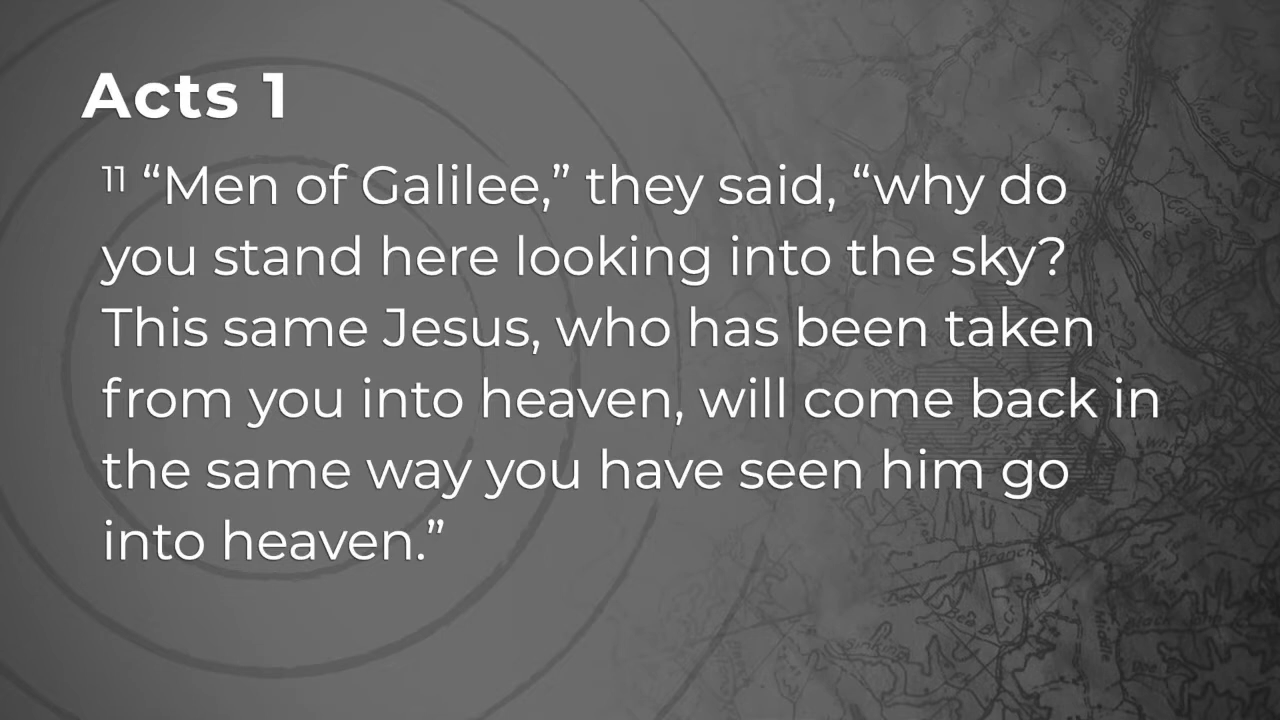 Acts 1
11 “Men of Galilee,” they said, “why do
you stand here looking into the sky?
This same Jesus, who has been taken
from you into heaven, will come back in
the same way you have seen him go
into heaven.”
Branch